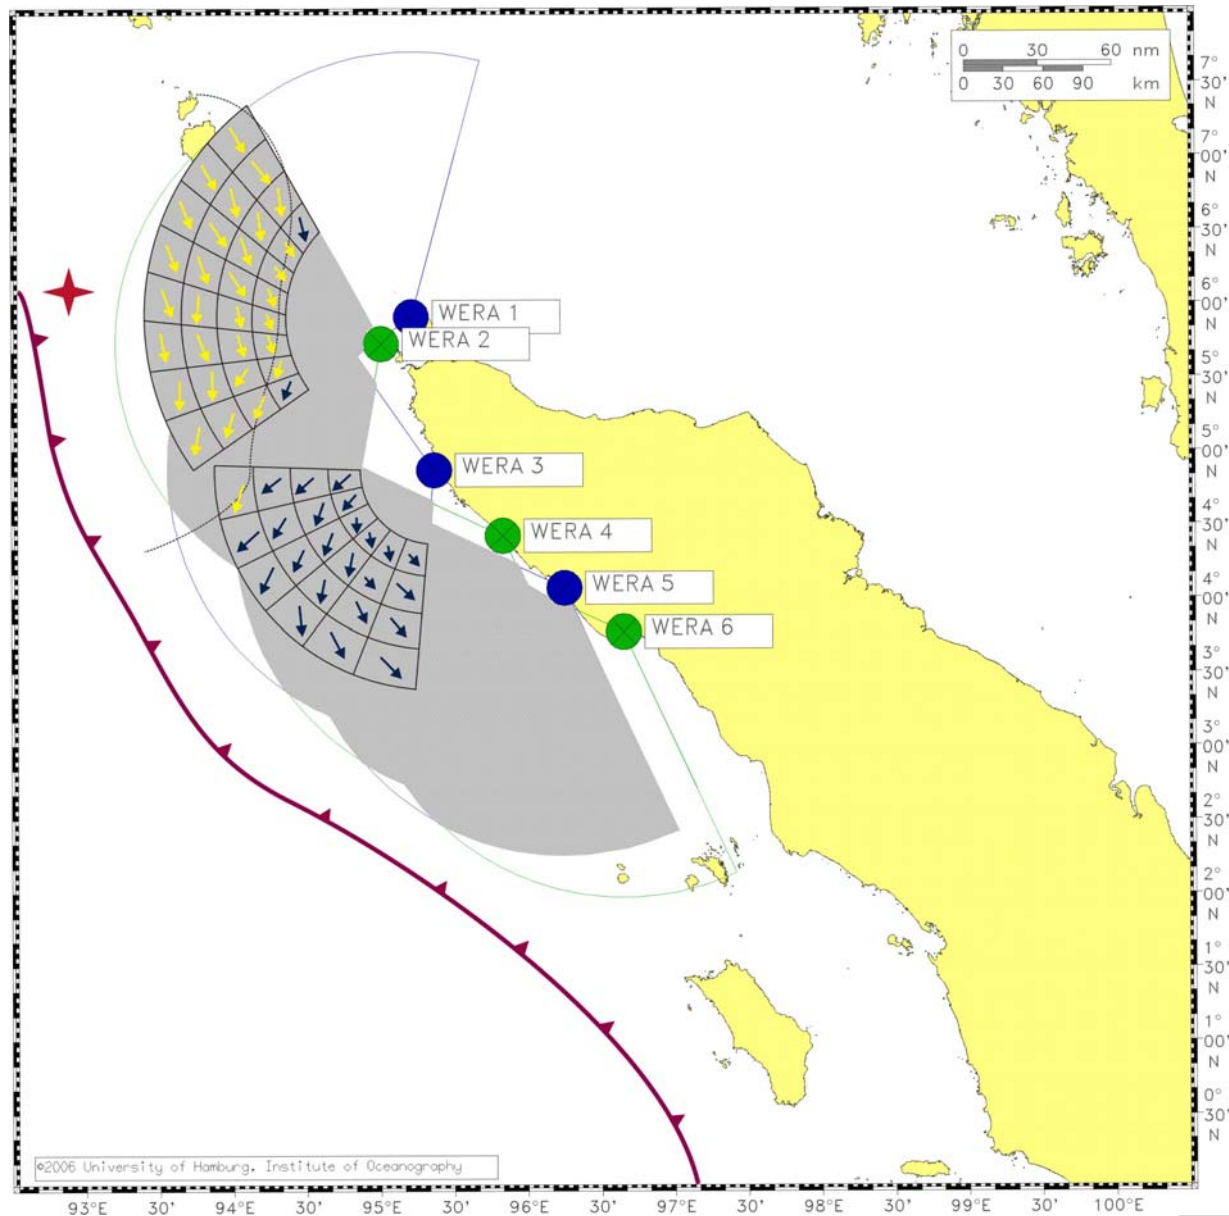 0 30 60 nm
0 30 60 90 km
7°
30'
N
7°
00'
N
6°
30'
N
6°
00'
N
5°
30'
N
5°
00'
N
4°
30'
N
4°
00'
N
3°
30'
N
3°
00'
N
2°
30'
N
2°
00'
N
1°
30'
N
1°
00'
N
0°
30'
N
WERA 1
WERA 2
WERA 3
WERA 4
WERA 5
WERA 6
©2006 University of Hamburg, Institute of Oceanography
93°E 30' 94°E 30' 95°E 30' 96°E 30' 97°E 30' 98°E 30' 99°E 30' 100°E